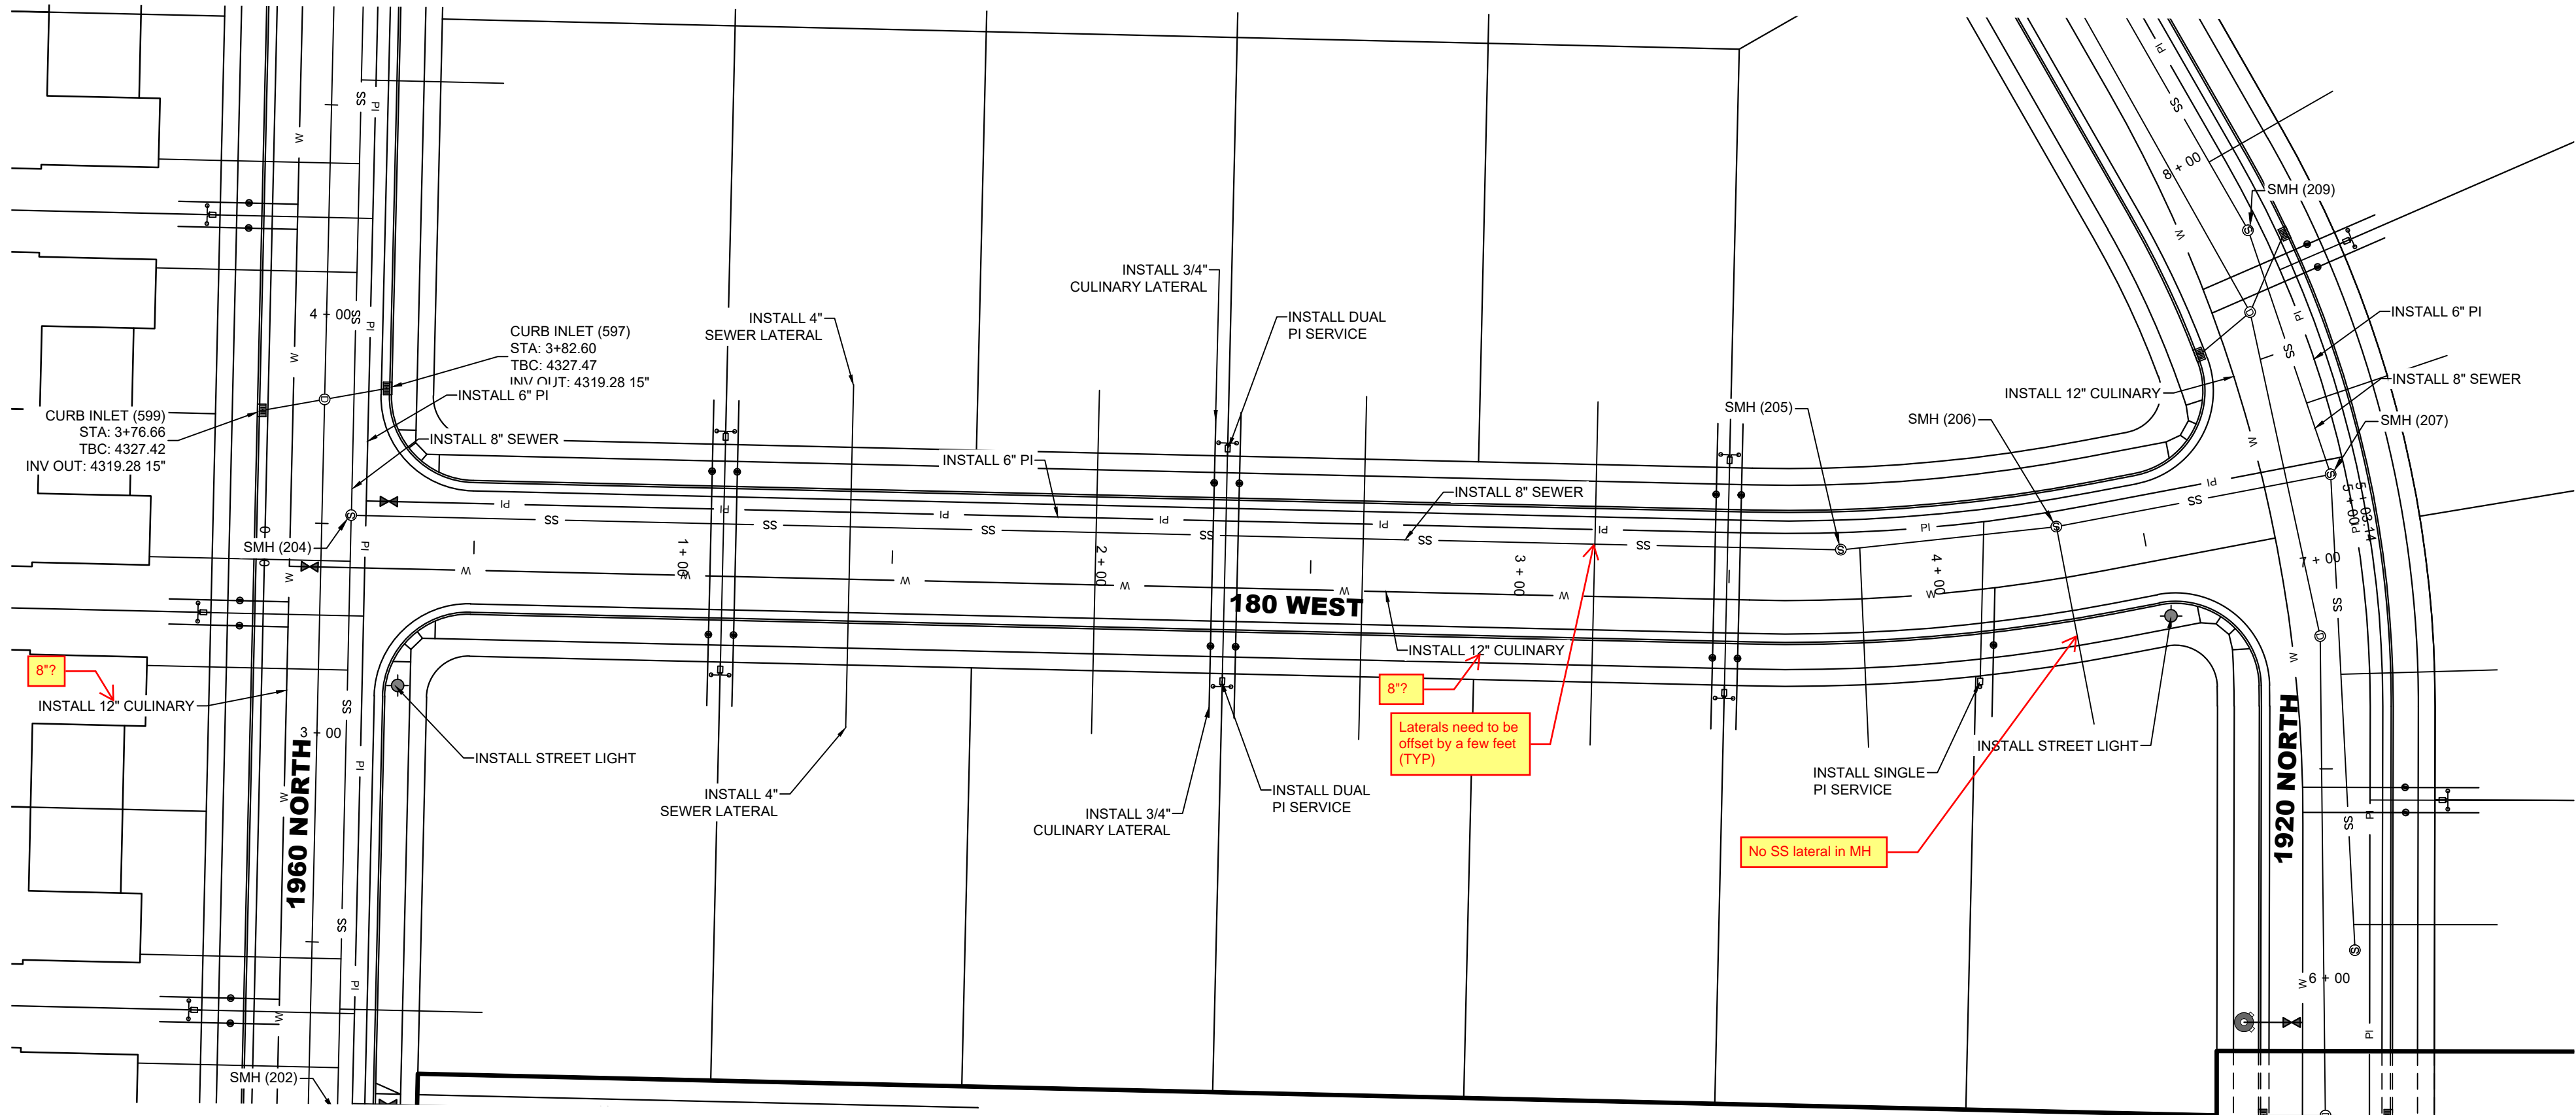 SMH (209)
8 + 00
INSTALL 3/4"
CULINARY LATERAL
INSTALL 4"
SEWER LATERAL
INSTALL DUAL
PI SERVICE
4 + 00
CURB INLET (597)
STA: 3+82.60
TBC: 4327.47
INV OUT: 4319.28 15"
INSTALL 6" PI
INSTALL 6" PI
INSTALL 8" SEWER
INSTALL 12" CULINARY
CURB INLET (599)
STA: 3+76.66
TBC: 4327.42
INV OUT: 4319.28 15"
SMH (205)
SMH (206)
SMH (207)
INSTALL 8" SEWER
INSTALL 6" PI
INSTALL 8" SEWER
SMH (204)
1 + 00
2 + 00
3 + 00
4 + 00
5 + 00
5 + 03.14
7 + 00
180 WEST
INSTALL 12" CULINARY
8"?
INSTALL 12" CULINARY
8"?
Laterals need to be
offset by a few feet
(TYP)
3 + 00
1960 NORTH
INSTALL STREET LIGHT
INSTALL STREET LIGHT
INSTALL SINGLE
PI SERVICE
INSTALL 4"
SEWER LATERAL
INSTALL DUAL
PI SERVICE
INSTALL 3/4"
CULINARY LATERAL
1920 NORTH
No SS lateral in MH
6 + 00
SMH (202)
W
SS
PI